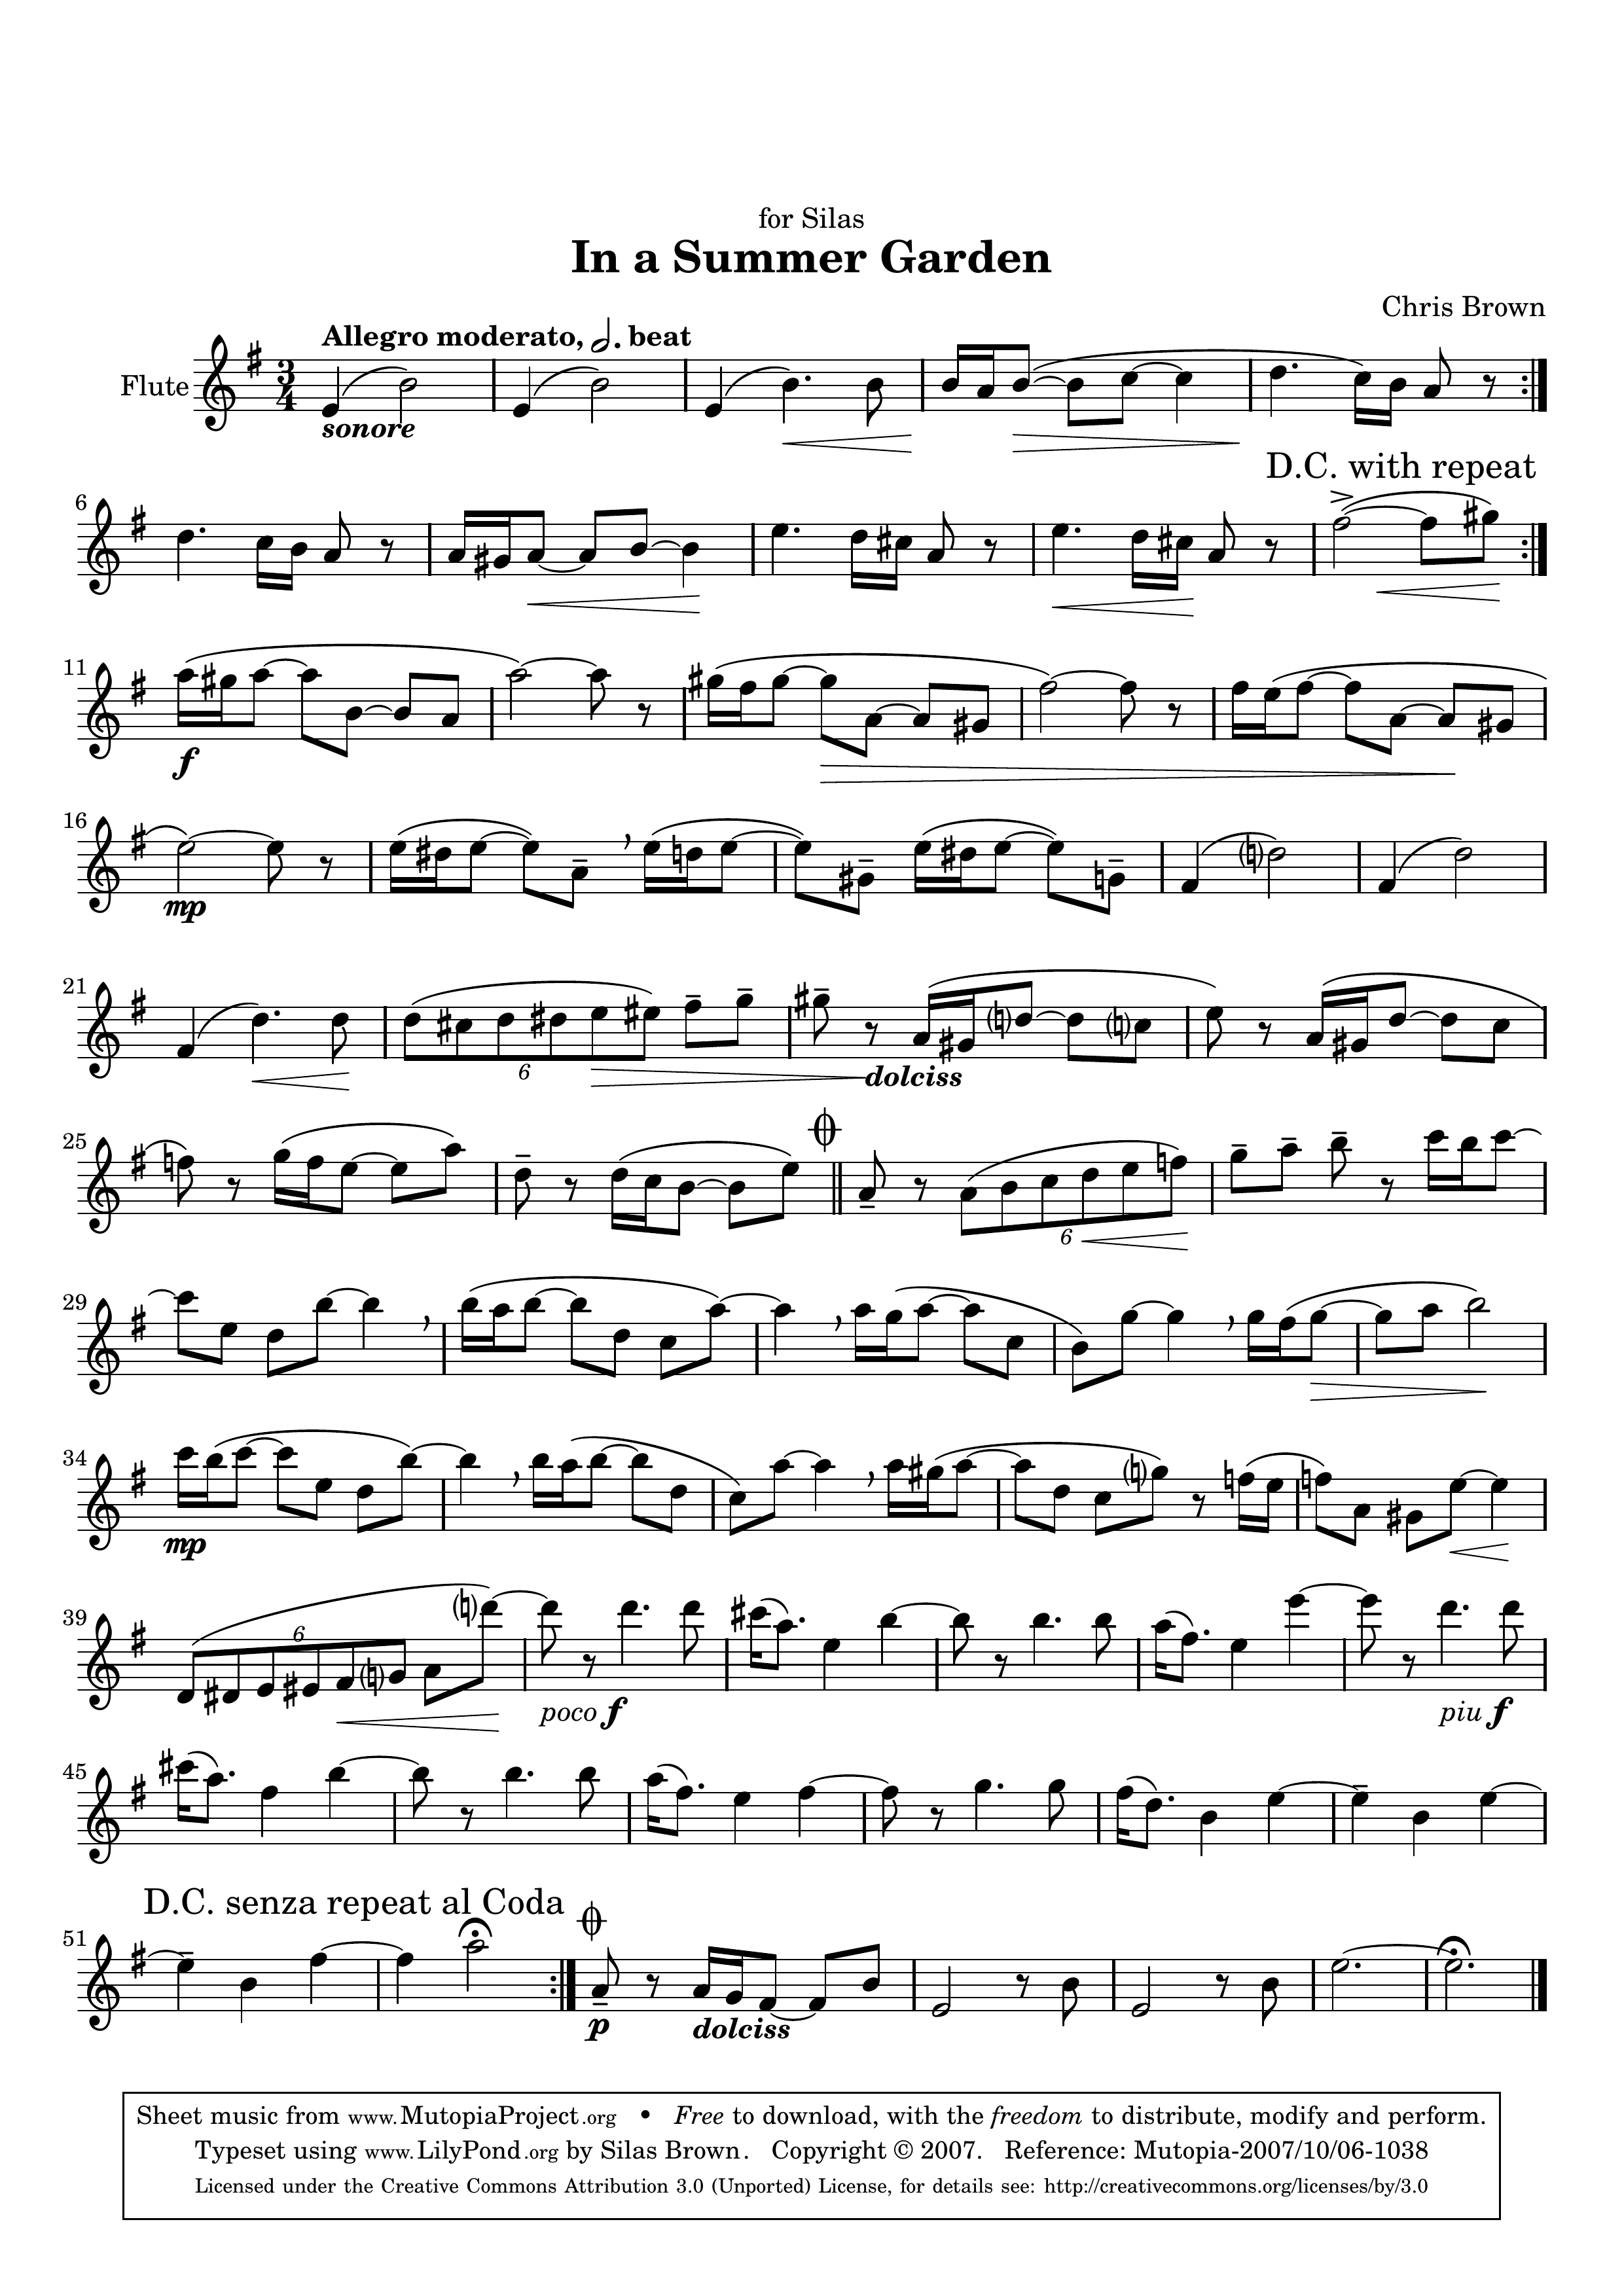 for Silas
In a Summer Garden
Chris Brown
Allegro moderato, 𝅗𝅥. beat
Flute
3
4
sonore
D.C. with repeat
6
11
f
16
mp
21
6
dolciss
25
6
29
34
mp
39
6
poco f
piu f
45
D.C. senza repeat al Coda
51
p
dolciss
Sheet music from www.MutopiaProject.org • Free to download, with the freedom to distribute, modify and perform.
Typeset using www.LilyPond.org by Silas Brown. Copyright © 2007. Reference: Mutopia-2007/10/06-1038
Licensed under the Creative Commons Attribution 3.0 (Unported) License, for details see: http://creativecommons.org/licenses/by/3.0